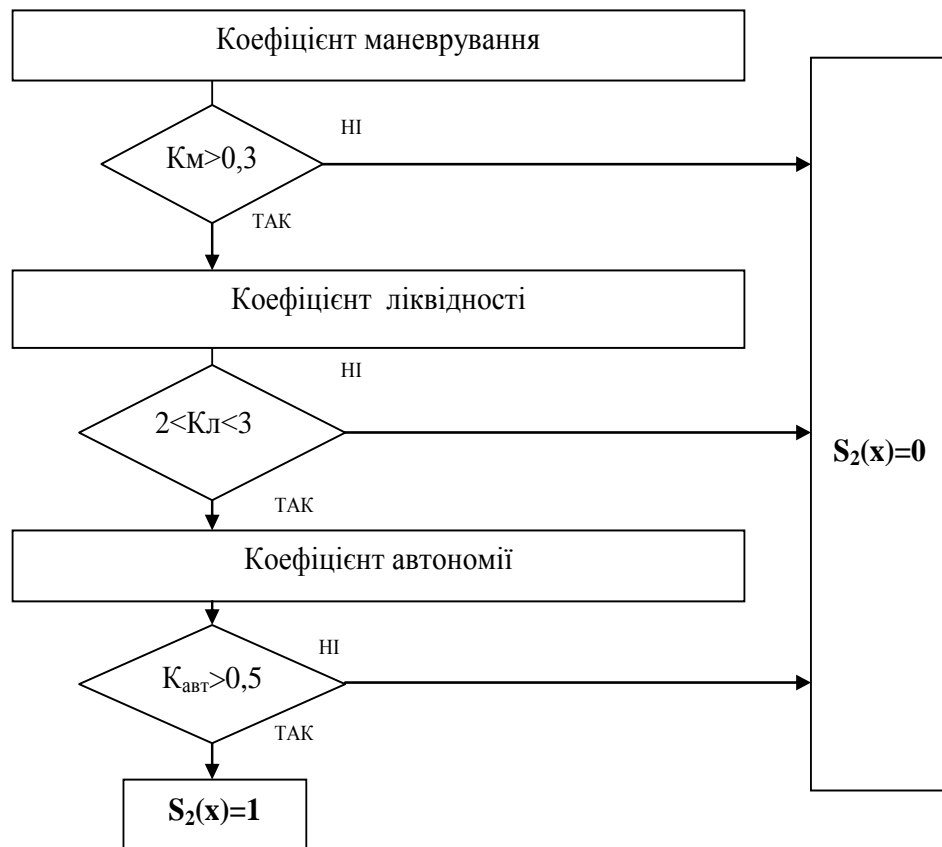 Коефіцієнт маневрування
НІ
Км>0,3
ТАК
Коефіцієнт ліквідності
НІ
2<Кл<3
S₂(x)=0
ТАК
Коефіцієнт автономії
НІ
Кавт>0,5
ТАК
S₂(x)=1